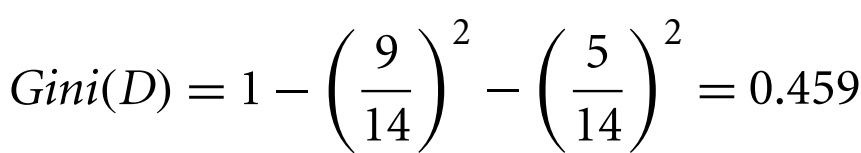 Gini(D) = 1 − (9/14)² − (5/14)² = 0.459